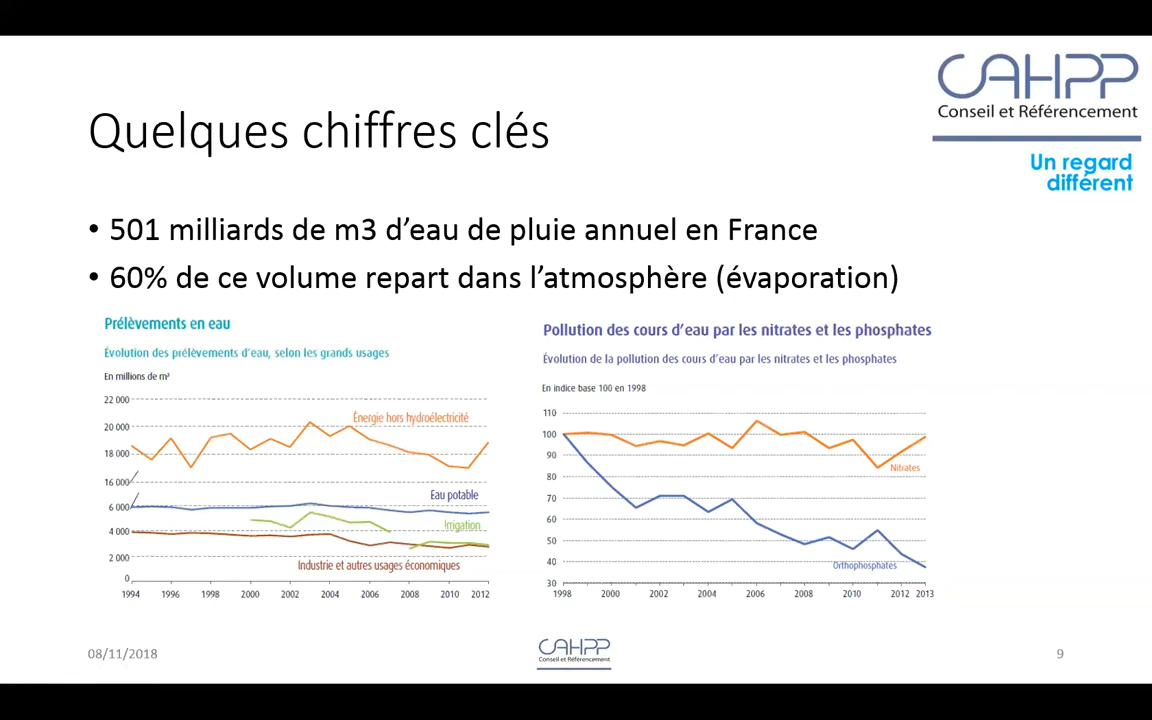 CAHPP
Conseil et Référencement
Un regard
différent
Quelques chiffres clés
• 501 milliards de m3 d’eau de pluie annuel en France
• 60% de ce volume repart dans l’atmosphère (évaporation)
Prélèvements en eau
Évolution des prélèvements d’eau, selon les grands usages
En millions de m³
22 000
20 000
18 000
16 000
6 000
4 000
2 000
0
Énergie hors hydroélectricité
Eau potable
Irrigation
Industrie et autres usages économiques
1994 1996 1998 2000 2002 2004 2006 2008 2010 2012
Pollution des cours d’eau par les nitrates et les phosphates
Évolution de la pollution des cours d’eau par les nitrates et les phosphates
En indice base 100 en 1998
110
100
90
80
70
60
50
40
30
Nitrates
Orthophosphates
1998 2000 2002 2004 2006 2008 2010 2012 2013
08/11/2018
CAHPP
Conseil et Référencement
9